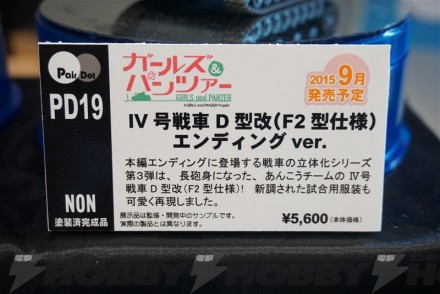 Pair Dot
PD19
NON
塗装済完成品
ガールズ&パンツァー
GIRLS und PANZER
©GIRLS und PANZER Projekt
2015 9月
発売予定
Ⅳ号戦車D型改(F2型仕様)
エンディングver.
本編エンディングに登場する戦車の立体化シリーズ
第3弾は、長砲身になった、あんこうチームのⅣ号
戦車D型改(F2型仕様)! 新調された試合用服装も
可愛く再現しました。
展示品は監修・開発中のサンプルです。
実際の製品とは異なります。
¥5,600(本体価格)
電撃 HOBBY